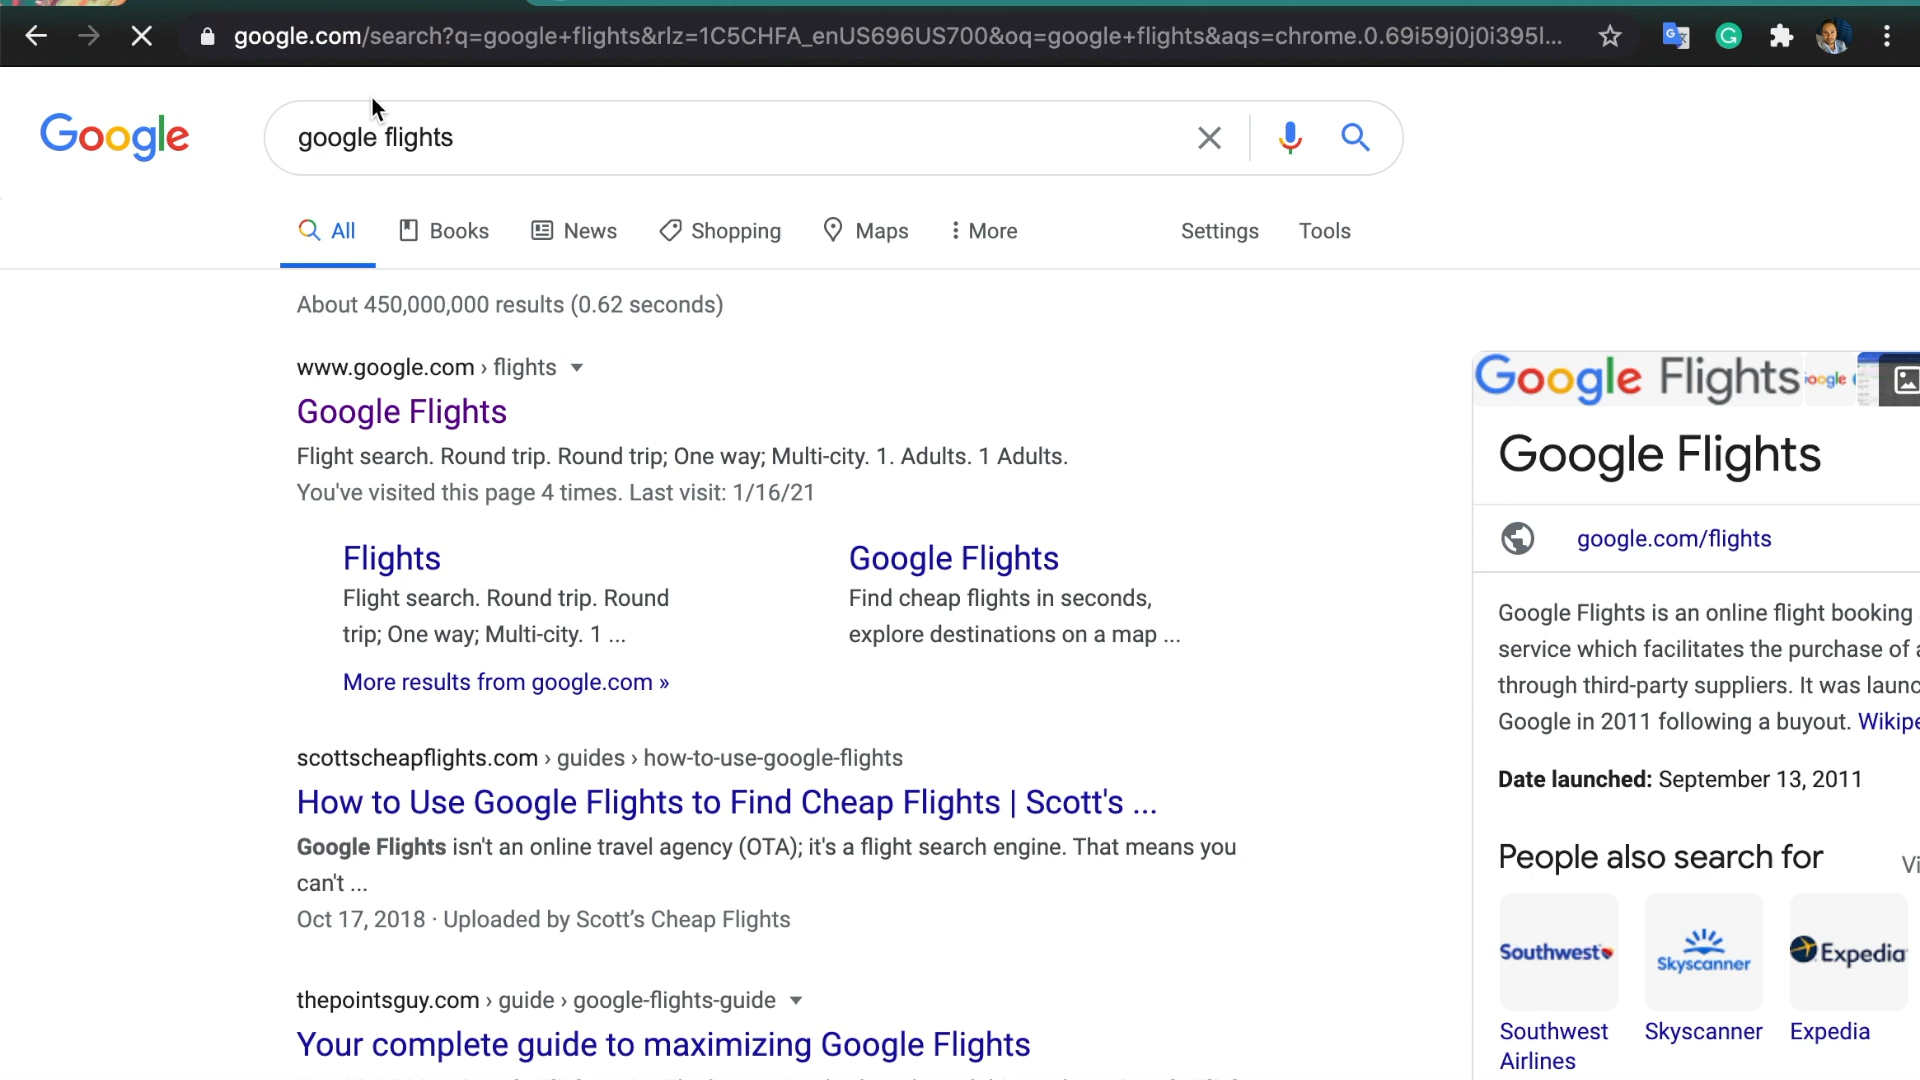 google.com/search?q=google+flights&rlz=1C5CHFA_enUS696US700&oq=google+flights&aqs=chrome.0.69i59j0j0i395l...
Google
google flights
All
Books
News
Shopping
Maps
More
Settings
Tools
About 450,000,000 results (0.62 seconds)
www.google.com › flights
Google Flights
Flight search. Round trip. Round trip; One way; Multi-city. 1. Adults. 1 Adults.
You've visited this page 4 times. Last visit: 1/16/21
Flights
Flight search. Round trip. Round
trip; One way; Multi-city. 1 ...
Google Flights
Find cheap flights in seconds,
explore destinations on a map ...
More results from google.com »
scottscheapflights.com › guides › how-to-use-google-flights
How to Use Google Flights to Find Cheap Flights | Scott's ...
Google Flights isn't an online travel agency (OTA); it's a flight search engine. That means you
can't ...
Oct 17, 2018 · Uploaded by Scott's Cheap Flights
thepointsguy.com › guide › google-flights-guide
Your complete guide to maximizing Google Flights
Google Flights
Google Flights
google.com/flights
Google Flights is an online flight booking
service which facilitates the purchase of a
through third-party suppliers. It was launc
Google in 2011 following a buyout. Wikipe
Date launched: September 13, 2011
People also search for
Vi
Southwest
Skyscanner
Expedia
Southwest
Airlines
Skyscanner
Expedia